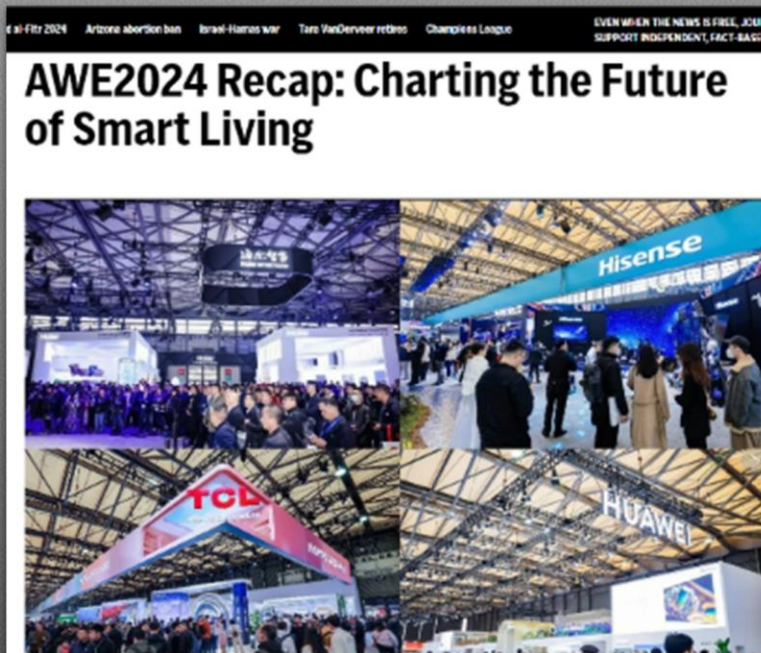 al-Fitr 2024 Arizona abortion ban Israel-Hamas war Tara VanDerveer retires Champions League
EVEN WHEN THE NEWS IS FREE, JOU
SUPPORT INDEPENDENT, FACT-BASE
AWE2024 Recap: Charting the Future
of Smart Living
Hisense
TCL
HUAWEI